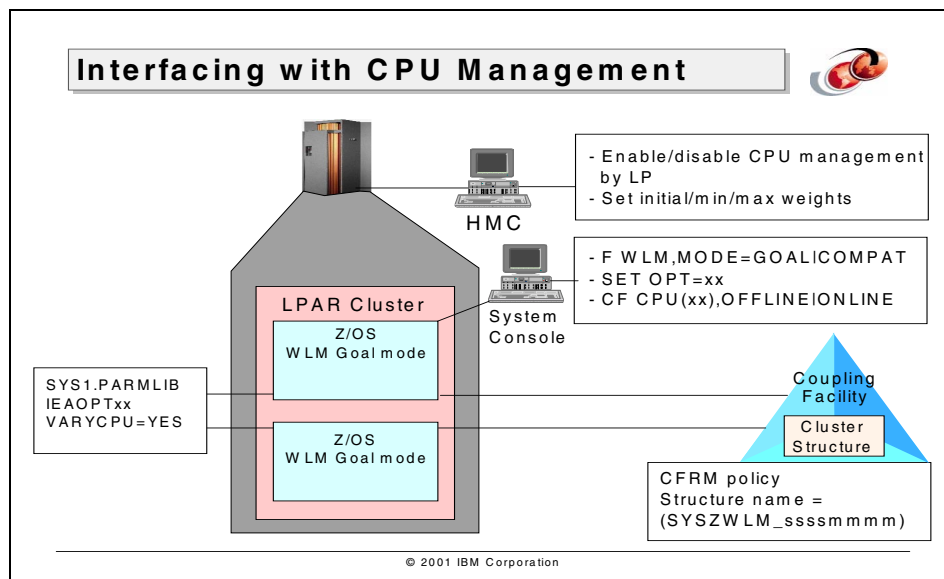 Interfacing with CPU Management
- Enable/disable CPU management
by LP
- Set initial/min/max weights
HMC
- F WLM,MODE=GOAL|COMPAT
- SET OPT=xx
- CF CPU(xx),OFFLINE|ONLINE
System
Console
LPAR Cluster
Z/OS
WLM Goal mode
SYS1.PARMLIB
IEAOPTxx
VARYCPU=YES
Z/OS
WLM Goal mode
Coupling
Facility
Cluster
Structure
CFRM policy
Structure name =
(SYSZWLM_ssssmmmm)
© 2001 IBM Corporation